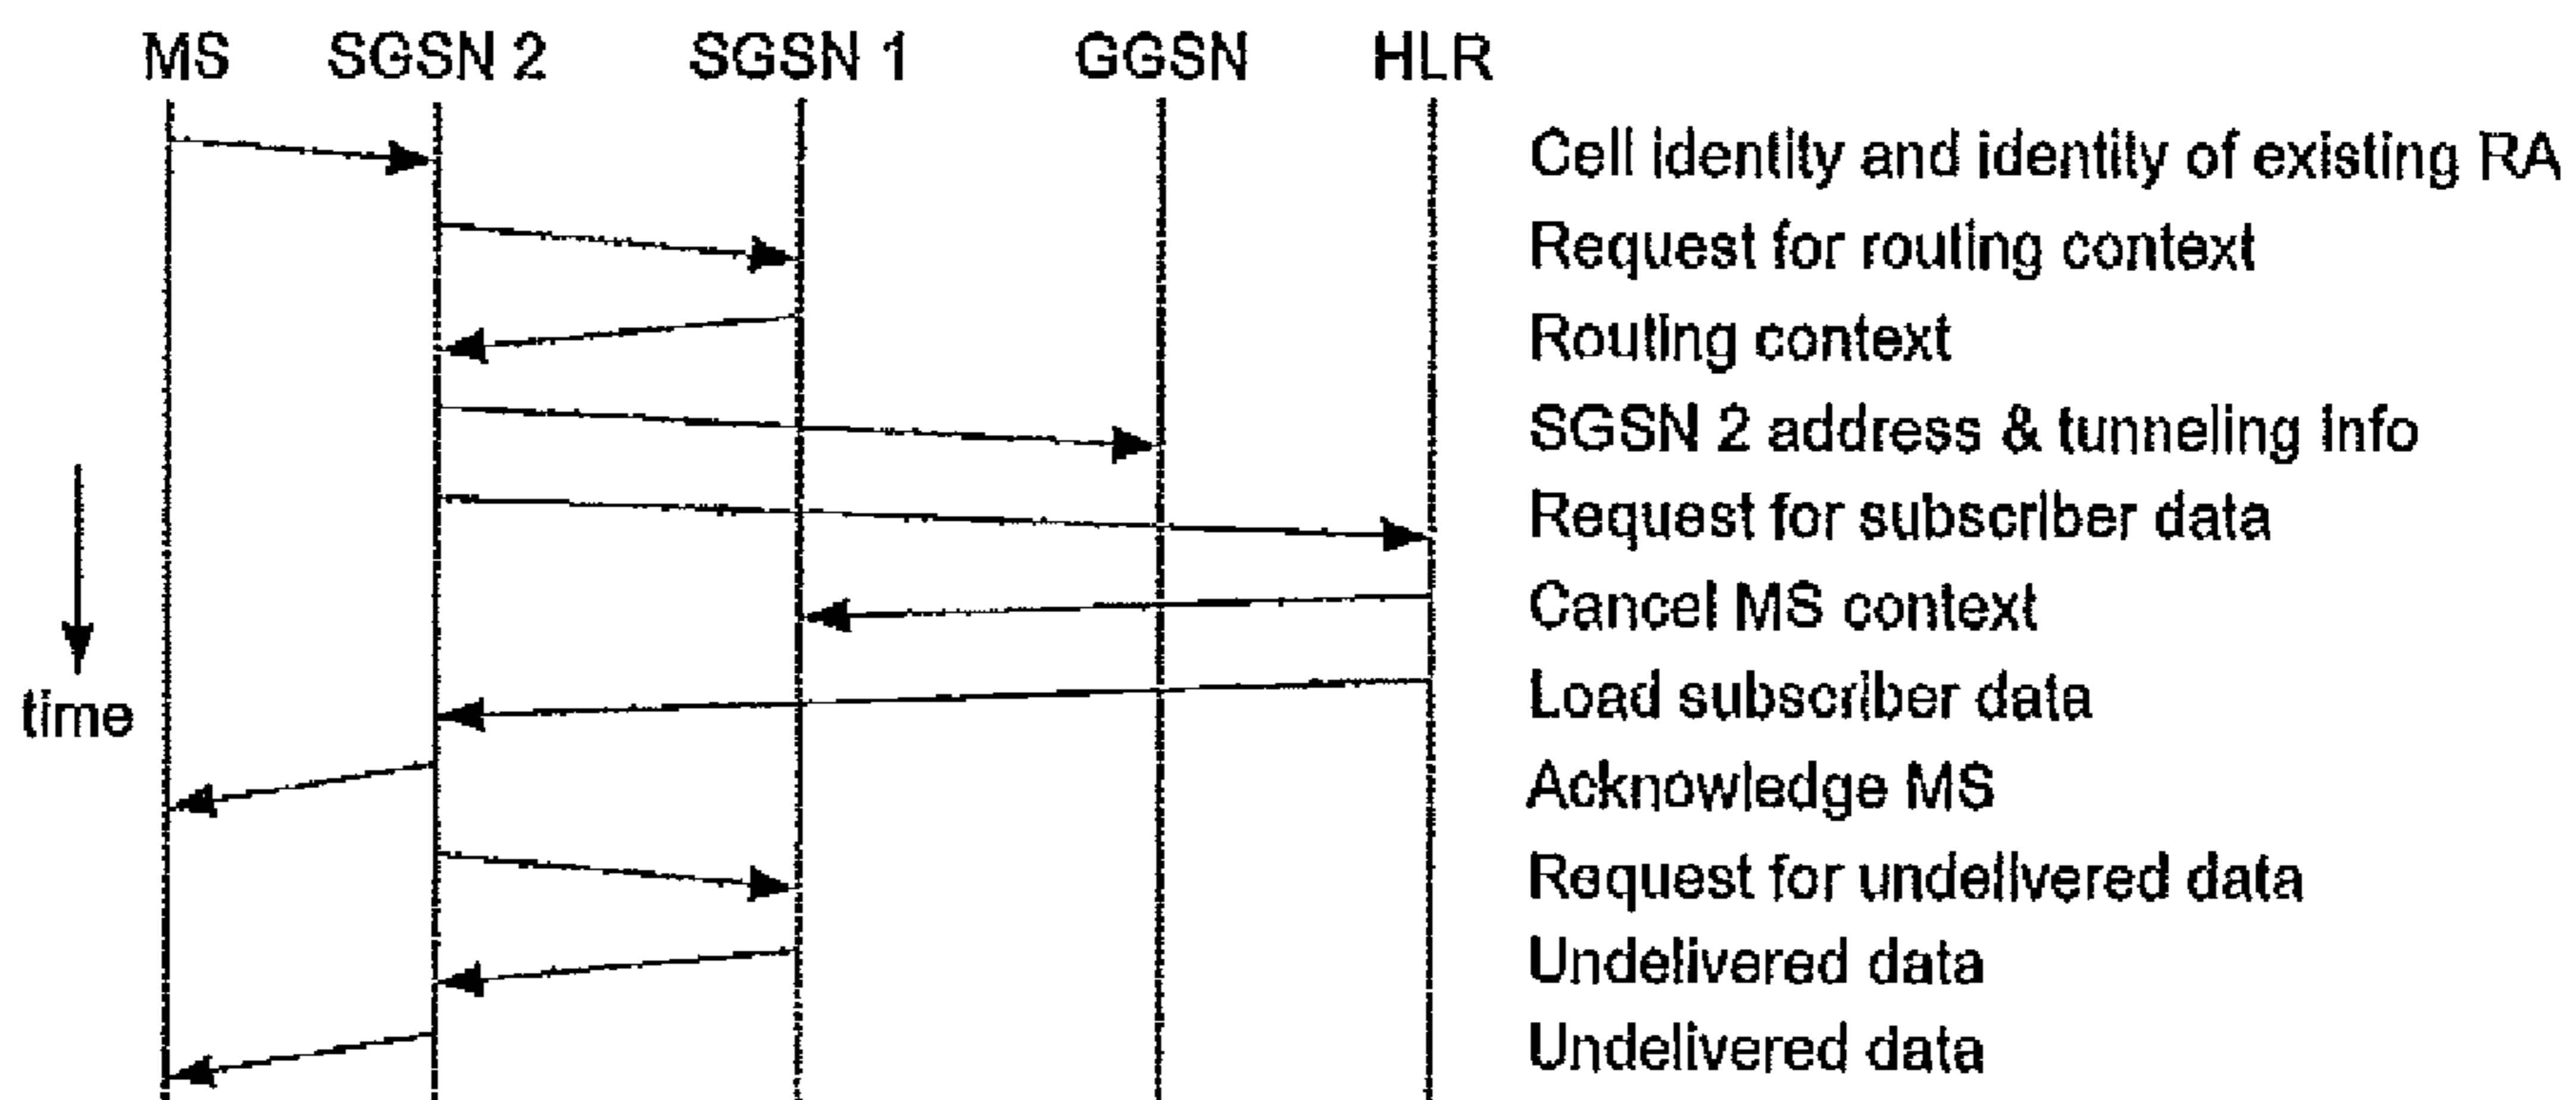 MS SGSN 2 SGSN 1 GGSN HLR
Cell identity and identity of existing RA
Request for routing context
Routing context
SGSN 2 address & tunneling info
Request for subscriber data
Cancel MS context
Load subscriber data
time
Acknowledge MS
Request for undelivered data
Undelivered data
Undelivered data